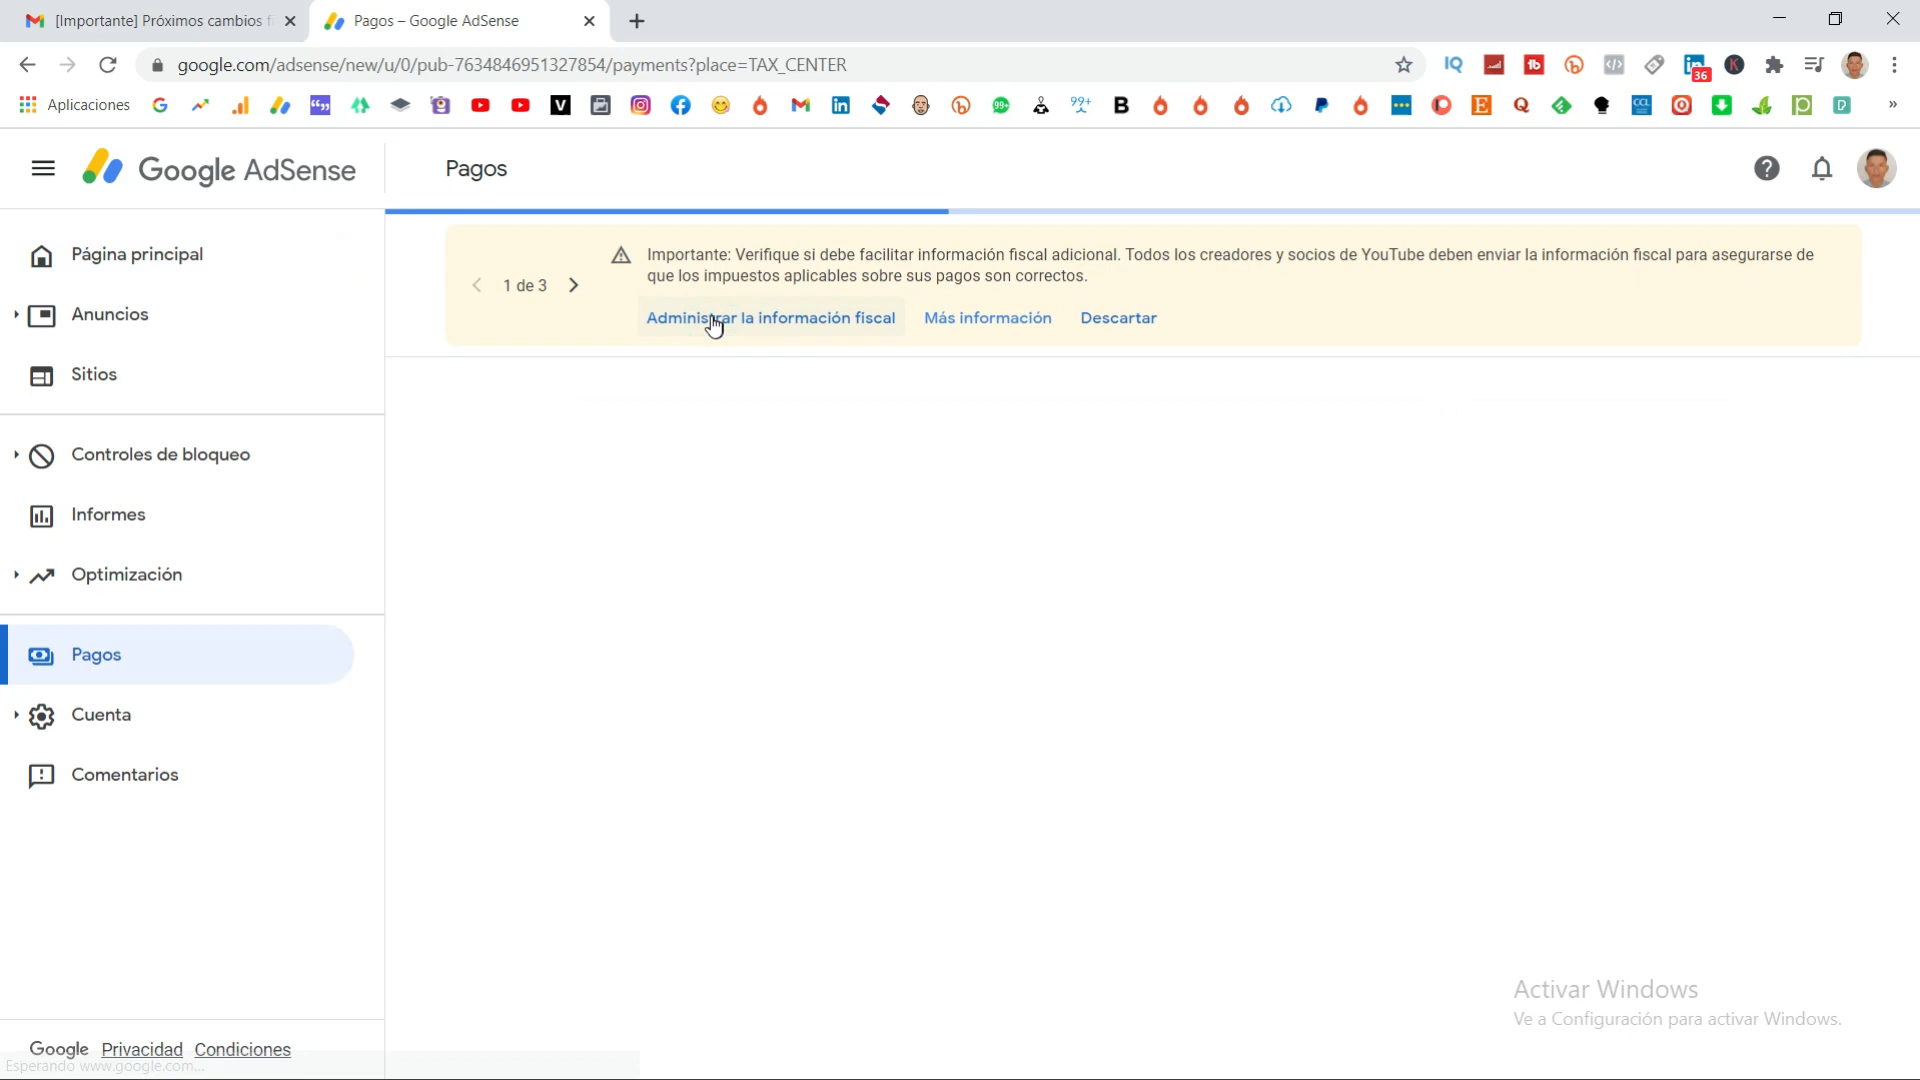 [Importante] Próximos cambios f
Pagos – Google AdSense
google.com/adsense/new/u/0/pub-7634846951327854/payments?place=TAX_CENTER
36
Aplicaciones
99+
99+
Google AdSense
Pagos
Página principal
Anuncios
Sitios
Controles de bloqueo
Informes
Optimización
Pagos
Cuenta
Comentarios
1 de 3
Importante: Verifique si debe facilitar información fiscal adicional. Todos los creadores y socios de YouTube deben enviar la información fiscal para asegurarse de
que los impuestos aplicables sobre sus pagos son correctos.
Administrar la información fiscal Más información Descartar
Activar Windows
Ve a Configuración para activar Windows.
Google Privacidad Condiciones
Esperando www.google.com...